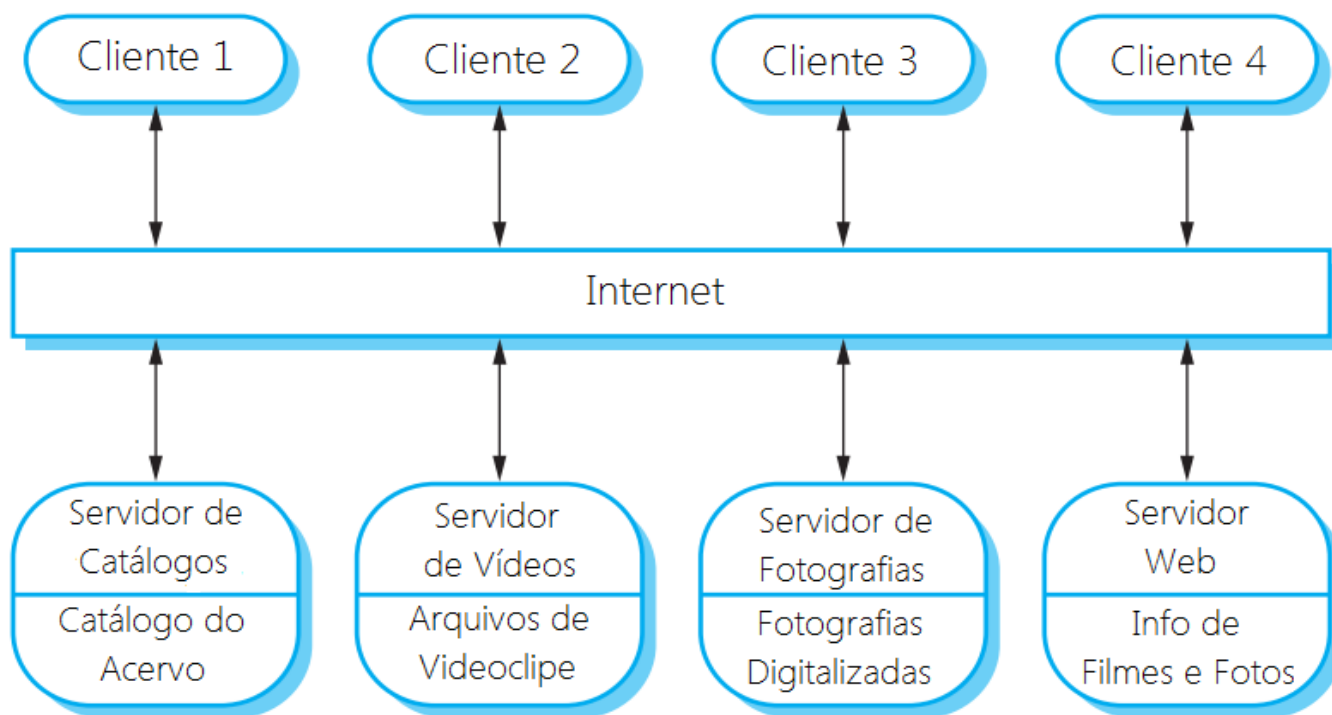 Cliente 1
Cliente 2
Cliente 3
Cliente 4
Internet
Servidor de
Catálogos
Catálogo do
Acervo
Servidor
de Vídeos
Arquivos de
Videoclipe
Servidor de
Fotografias
Fotografias
Digitalizadas
Servidor
Web
Info de
Filmes e Fotos